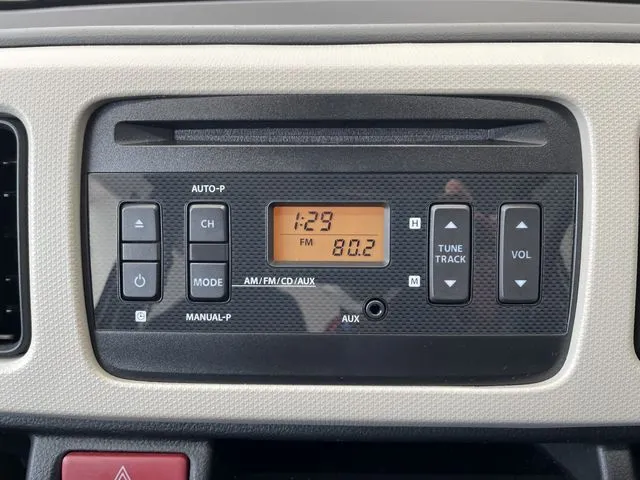 AUTO-P
CH
MODE
AM/FM/CD/AUX
MANUAL-P
1:29
FM
80.2
AUX
H
M
TUNE
TRACK
VOL